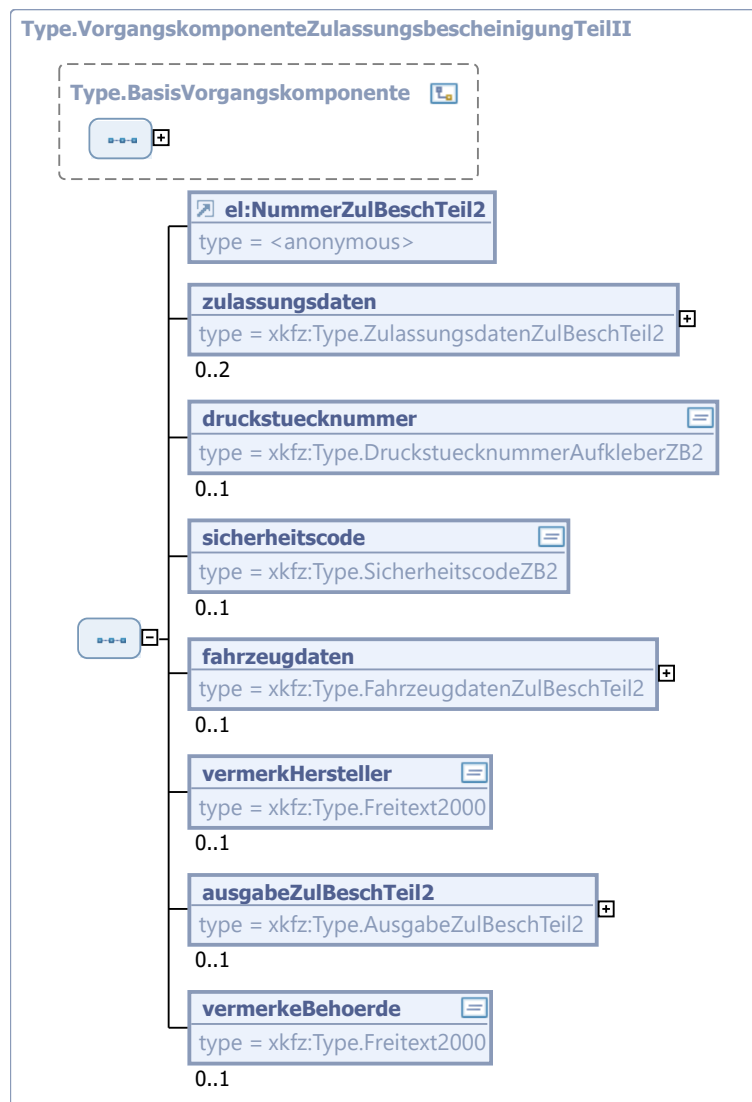 Type.VorgangskomponenteZulassungsbescheinigungTeilII
Type.BasisVorgangskomponente
el:NummerZulBeschTeil2
type = <anonymous>
zulassungsdaten
type = xkfz:Type.ZulassungsdatenZulBeschTeil2
0..2
druckstuecknummer
type = xkfz:Type.DruckstuecknummerAufkleberZB2
0..1
sicherheitscode
type = xkfz:Type.SicherheitscodeZB2
0..1
fahrzeugdaten
type = xkfz:Type.FahrzeugdatenZulBeschTeil2
0..1
vermerkHersteller
type = xkfz:Type.Freitext2000
0..1
ausgabeZulBeschTeil2
type = xkfz:Type.AusgabeZulBeschTeil2
0..1
vermerkeBehoerde
type = xkfz:Type.Freitext2000
0..1